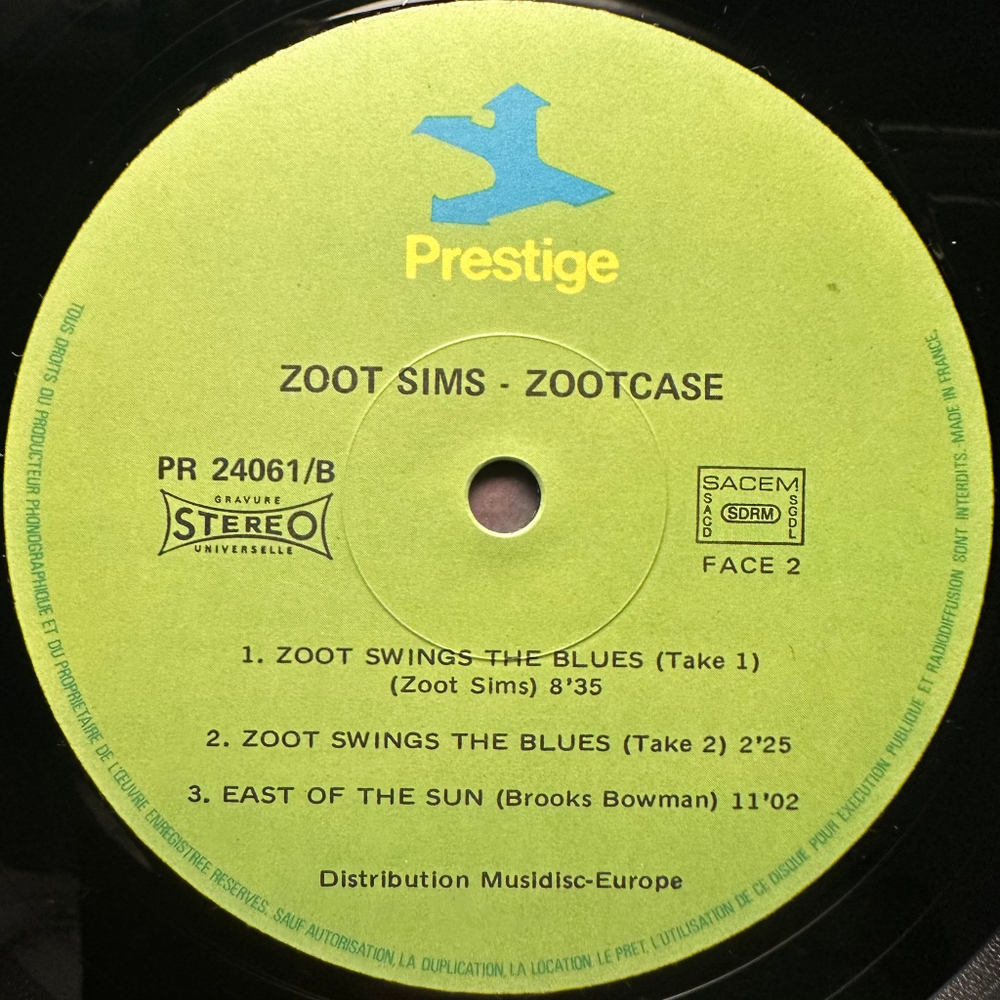 Prestige
ZOOT SIMS - ZOOTCASE
PR 24061/B
GRAVURE
STEREO
UNIVERSELLE
SACEM
SACD
SDRM
SGDL
FACE 2
1. ZOOT SWINGS THE BLUES (Take 1)
(Zoot Sims) 8'35
2. ZOOT SWINGS THE BLUES (Take 2) 2'25
3. EAST OF THE SUN (Brooks Bowman) 11'02
Distribution Musidisc-Europe
TOUS DROITS DU PRODUCTEUR PHONOGRAPHIQUE ET DU PROPRIETAIRE DE L'ŒUVRE ENREGISTREE RESERVES. SAUF AUTORISATION, LA DUPLICATION, LA LOCATION LE PRET, L'UTILISATION DE CE DISQUE POUR EXECUTION PUBLIQUE ET RADIODIFFUSION SONT INTERDITS. MADE IN FRANCE.